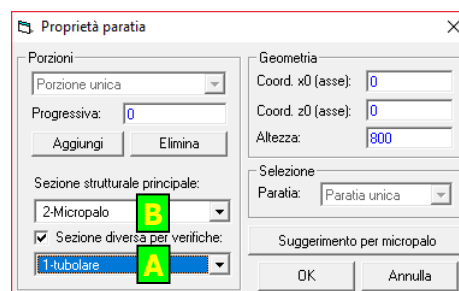 Proprietà paratia
Porzioni
Porzione unica
Progressiva: 0
Aggiungi Elimina
Sezione strutturale principale:
2-Micropalo B
Sezione diversa per verifiche:
1-tubolare A
Geometria
Coord. x0 (asse): 0
Coord. z0 (asse): 0
Altezza: 800
Selezione
Paratia: Paratia unica
Suggerimento per micropalo
OK Annulla